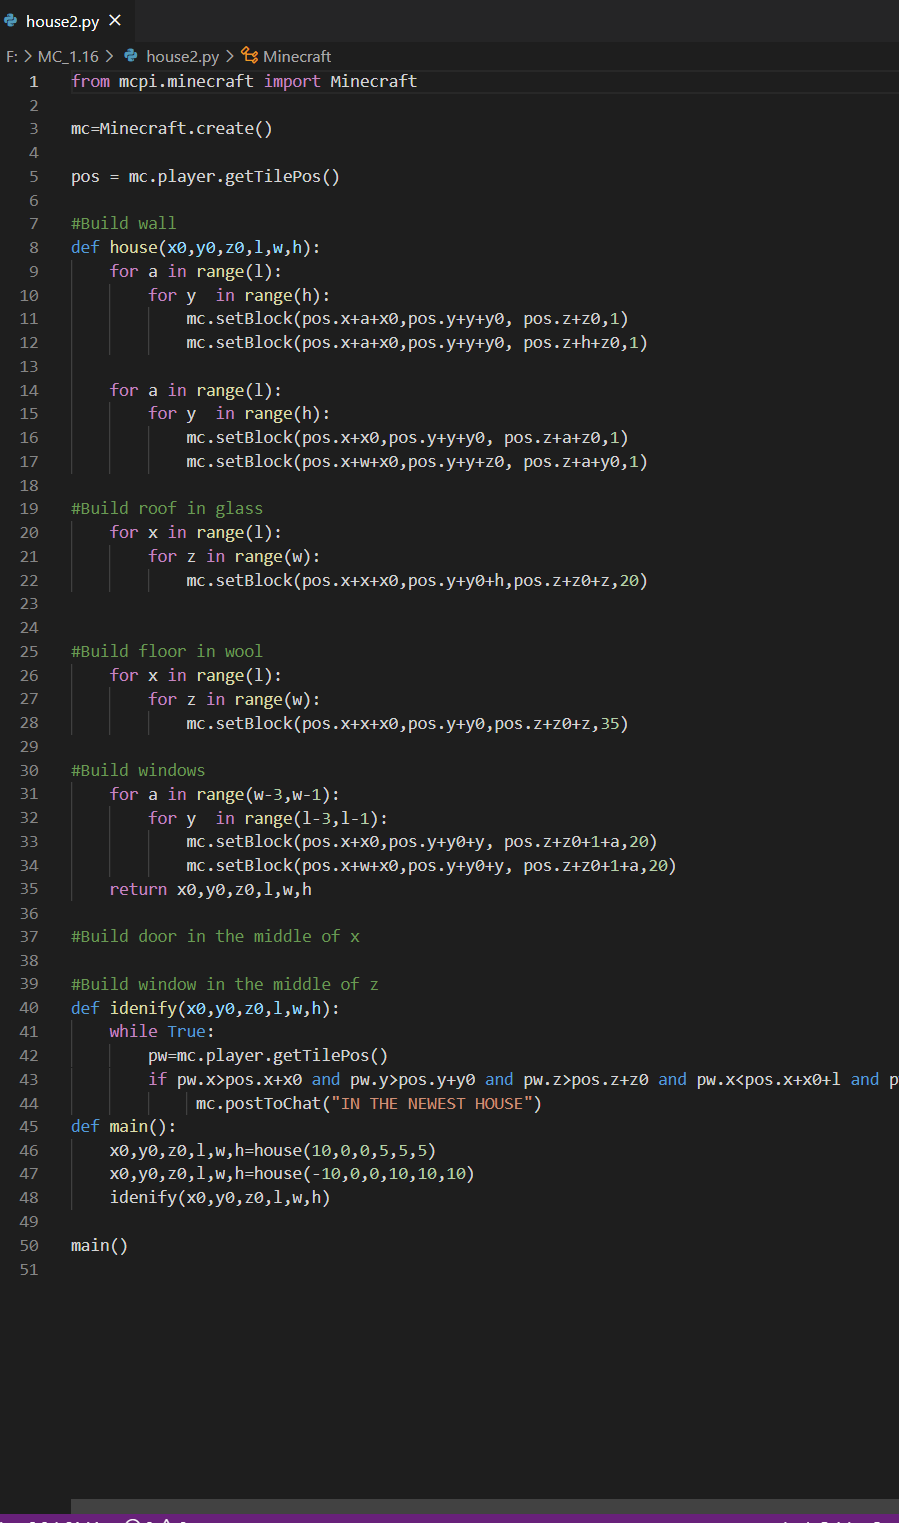 house2.py ×
F: > MC_1.16 > house2.py > Minecraft
1 from mcpi.minecraft import Minecraft
2
3 mc=Minecraft.create()
4
5 pos = mc.player.getTilePos()
6
7 #Build wall
8 def house(x0,y0,z0,l,w,h):
9     for a in range(l):
10         for y  in range(h):
11             mc.setBlock(pos.x+a+x0,pos.y+y+y0, pos.z+z0,1)
12             mc.setBlock(pos.x+a+x0,pos.y+y+y0, pos.z+h+z0,1)
13
14     for a in range(l):
15         for y  in range(h):
16             mc.setBlock(pos.x+x0,pos.y+y+y0, pos.z+a+z0,1)
17             mc.setBlock(pos.x+w+x0,pos.y+y+z0, pos.z+a+y0,1)
18
19 #Build roof in glass
20     for x in range(l):
21         for z in range(w):
22             mc.setBlock(pos.x+x+x0,pos.y+y0+h,pos.z+z0+z,20)
23
24
25 #Build floor in wool
26     for x in range(l):
27         for z in range(w):
28             mc.setBlock(pos.x+x+x0,pos.y+y0,pos.z+z0+z,35)
29
30 #Build windows
31     for a in range(w-3,w-1):
32         for y  in range(l-3,l-1):
33             mc.setBlock(pos.x+x0,pos.y+y0+y, pos.z+z0+1+a,20)
34             mc.setBlock(pos.x+w+x0,pos.y+y0+y, pos.z+z0+1+a,20)
35     return x0,y0,z0,l,w,h
36
37 #Build door in the middle of x
38
39 #Build window in the middle of z
40 def idenify(x0,y0,z0,l,w,h):
41     while True:
42         pw=mc.player.getTilePos()
43         if pw.x>pos.x+x0 and pw.y>pos.y+y0 and pw.z>pos.z+z0 and pw.x<pos.x+x0+l and p
44              mc.postToChat("IN THE NEWEST HOUSE")
45 def main():
46     x0,y0,z0,l,w,h=house(10,0,0,5,5,5)
47     x0,y0,z0,l,w,h=house(-10,0,0,10,10,10)
48     idenify(x0,y0,z0,l,w,h)
49
50 main()
51